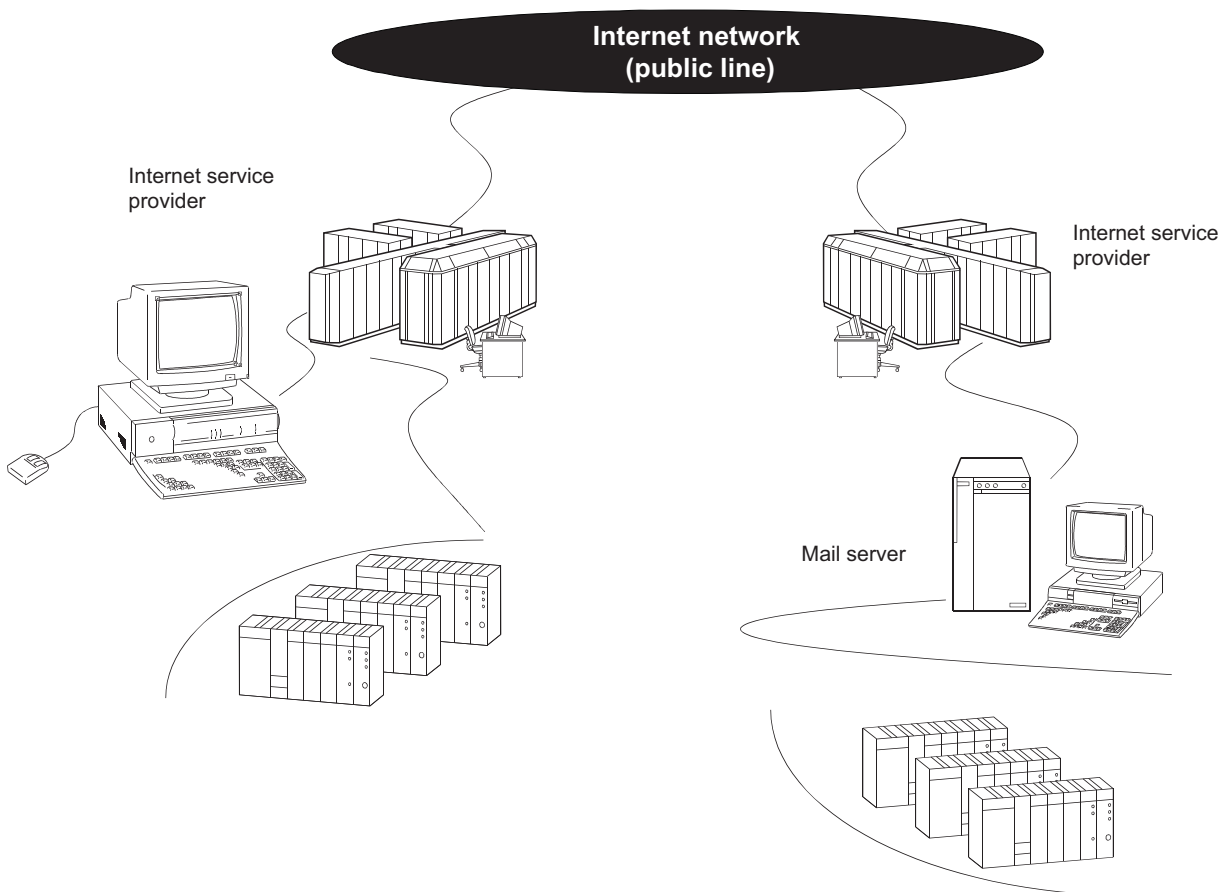 Internet network
(public line)
Internet service
provider
Internet service
provider
Mail server